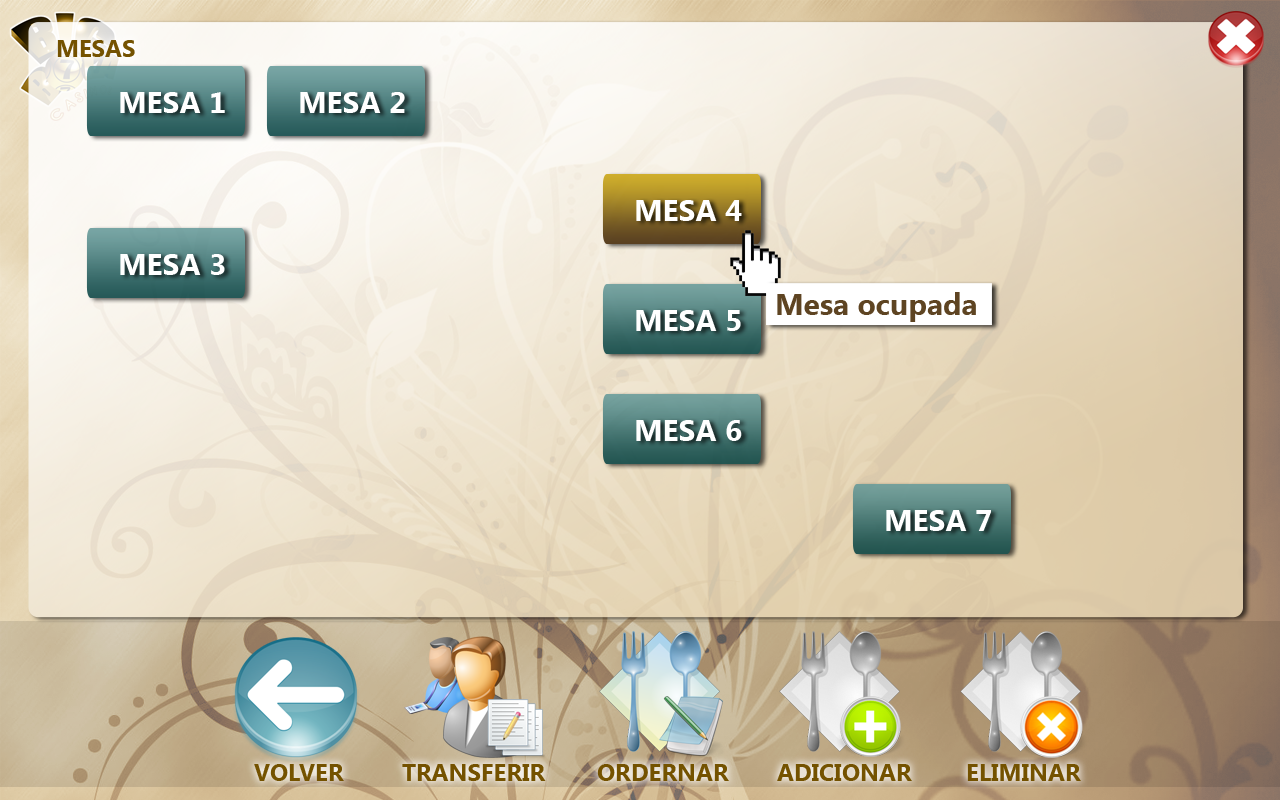 MESAS
MESA 1
MESA 2
MESA 3
MESA 4
Mesa ocupada
MESA 5
MESA 6
MESA 7
VOLVER
TRANSFERIR
ORDERNAR
ADICIONAR
ELIMINAR